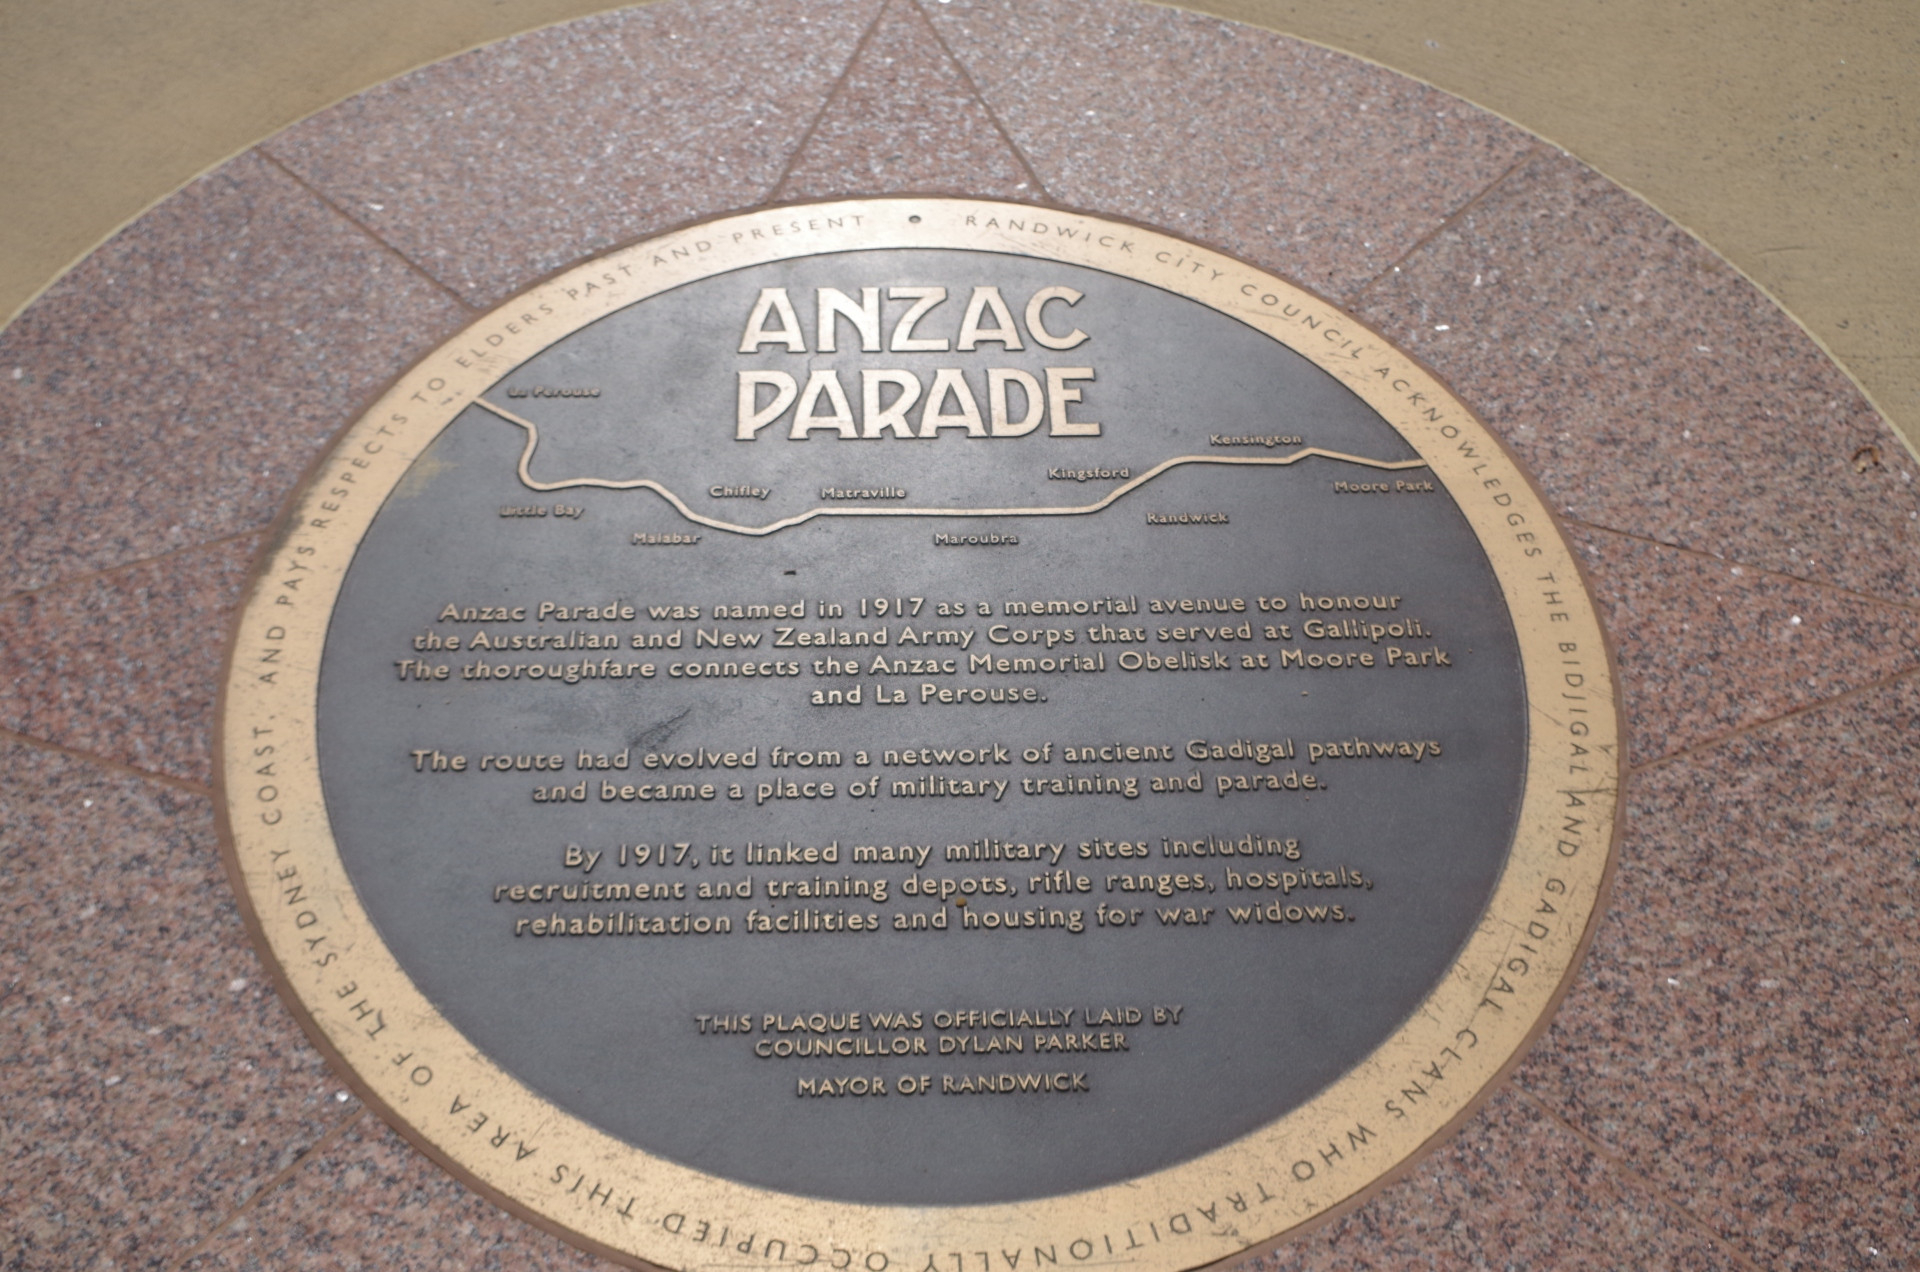 RANDWICK CITY COUNCIL ACKNOWLEDGES THE BIDJIGAL AND GADIGAL CLANS WHO TRADITIONALLY OCCUPIED THIS AREA OF THE SYDNEY COAST, AND PAYS RESPECTS TO ELDERS PAST AND PRESENT
ANZAC
PARADE
La Perouse
Little Bay
Malabar
Chifley
Matraville
Maroubra
Kingsford
Randwick
Kensington
Moore Park
Anzac Parade was named in 1917 as a memorial avenue to honour
the Australian and New Zealand Army Corps that served at Gallipoli.
The thoroughfare connects the Anzac Memorial Obelisk at Moore Park
and La Perouse.
The route had evolved from a network of ancient Gadigal pathways
and became a place of military training and parade.
By 1917, it linked many military sites including
recruitment and training depots, rifle ranges, hospitals,
rehabilitation facilities and housing for war widows.
THIS PLAQUE WAS OFFICIALLY LAID BY
COUNCILLOR DYLAN PARKER
MAYOR OF RANDWICK